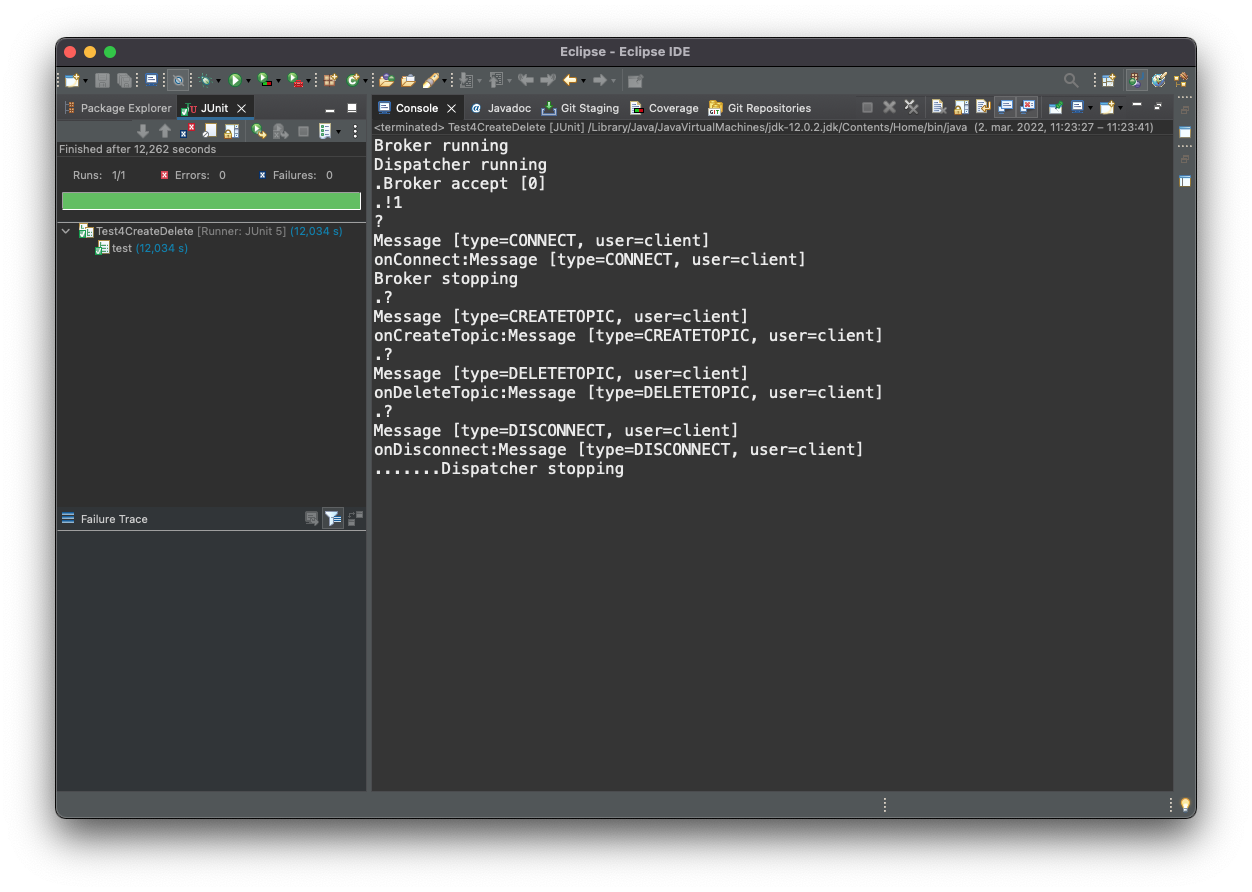 Eclipse - Eclipse IDE
Package Explorer
JUnit
Finished after 12,262 seconds
Runs: 1/1 Errors: 0 Failures: 0
Test4CreateDelete [Runner: JUnit 5] (12,034 s)
test (12,034 s)
Failure Trace
Console
@ Javadoc
Git Staging
Coverage
GIT Git Repositories
<terminated> Test4CreateDelete [JUnit] /Library/Java/JavaVirtualMachines/jdk-12.0.2.jdk/Contents/Home/bin/java (2. mar. 2022, 11:23:27 – 11:23:41)
Broker running
Dispatcher running
.Broker accept [0]
.!1
?
Message [type=CONNECT, user=client]
onConnect:Message [type=CONNECT, user=client]
Broker stopping
.?
Message [type=CREATETOPIC, user=client]
onCreateTopic:Message [type=CREATETOPIC, user=client]
.?
Message [type=DELETETOPIC, user=client]
onDeleteTopic:Message [type=DELETETOPIC, user=client]
.?
Message [type=DISCONNECT, user=client]
onDisconnect:Message [type=DISCONNECT, user=client]
.......Dispatcher stopping